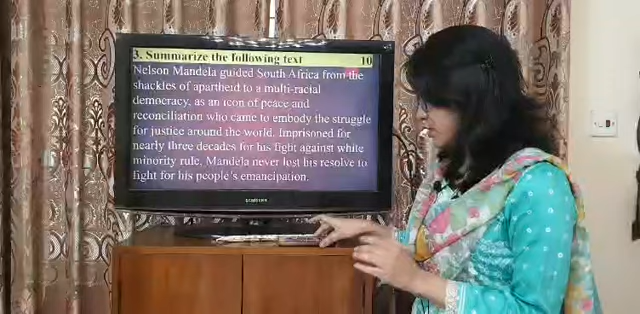 3. Summarize the following text 10
Nelson Mandela guided South Africa from the
shackles of apartheid to a multi-racial
democracy, as an icon of peace and
reconciliation who came to embody the struggle
for justice around the world. Imprisoned for
nearly three decades for his fight against white
minority rule, Mandela never lost his resolve to
fight for his people's emancipation.
SAMSUNG